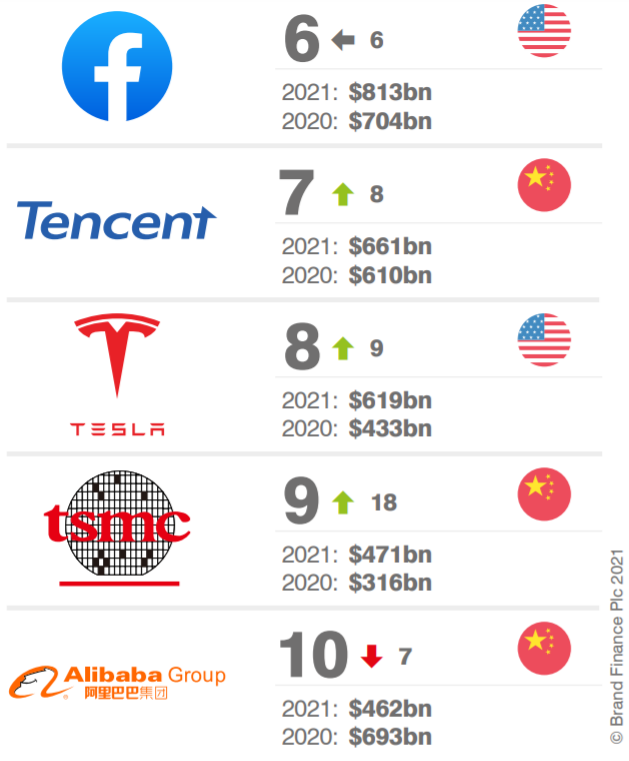 f
6 6
2021: $813bn
2020: $704bn
Tencent
7 8
2021: $661bn
2020: $610bn
TESLA
8 9
2021: $619bn
2020: $433bn
tsmc
9 18
2021: $471bn
2020: $316bn
Alibaba Group
阿里巴巴集团
®
10 7
2021: $462bn
2020: $693bn
© Brand Finance Plc 2021